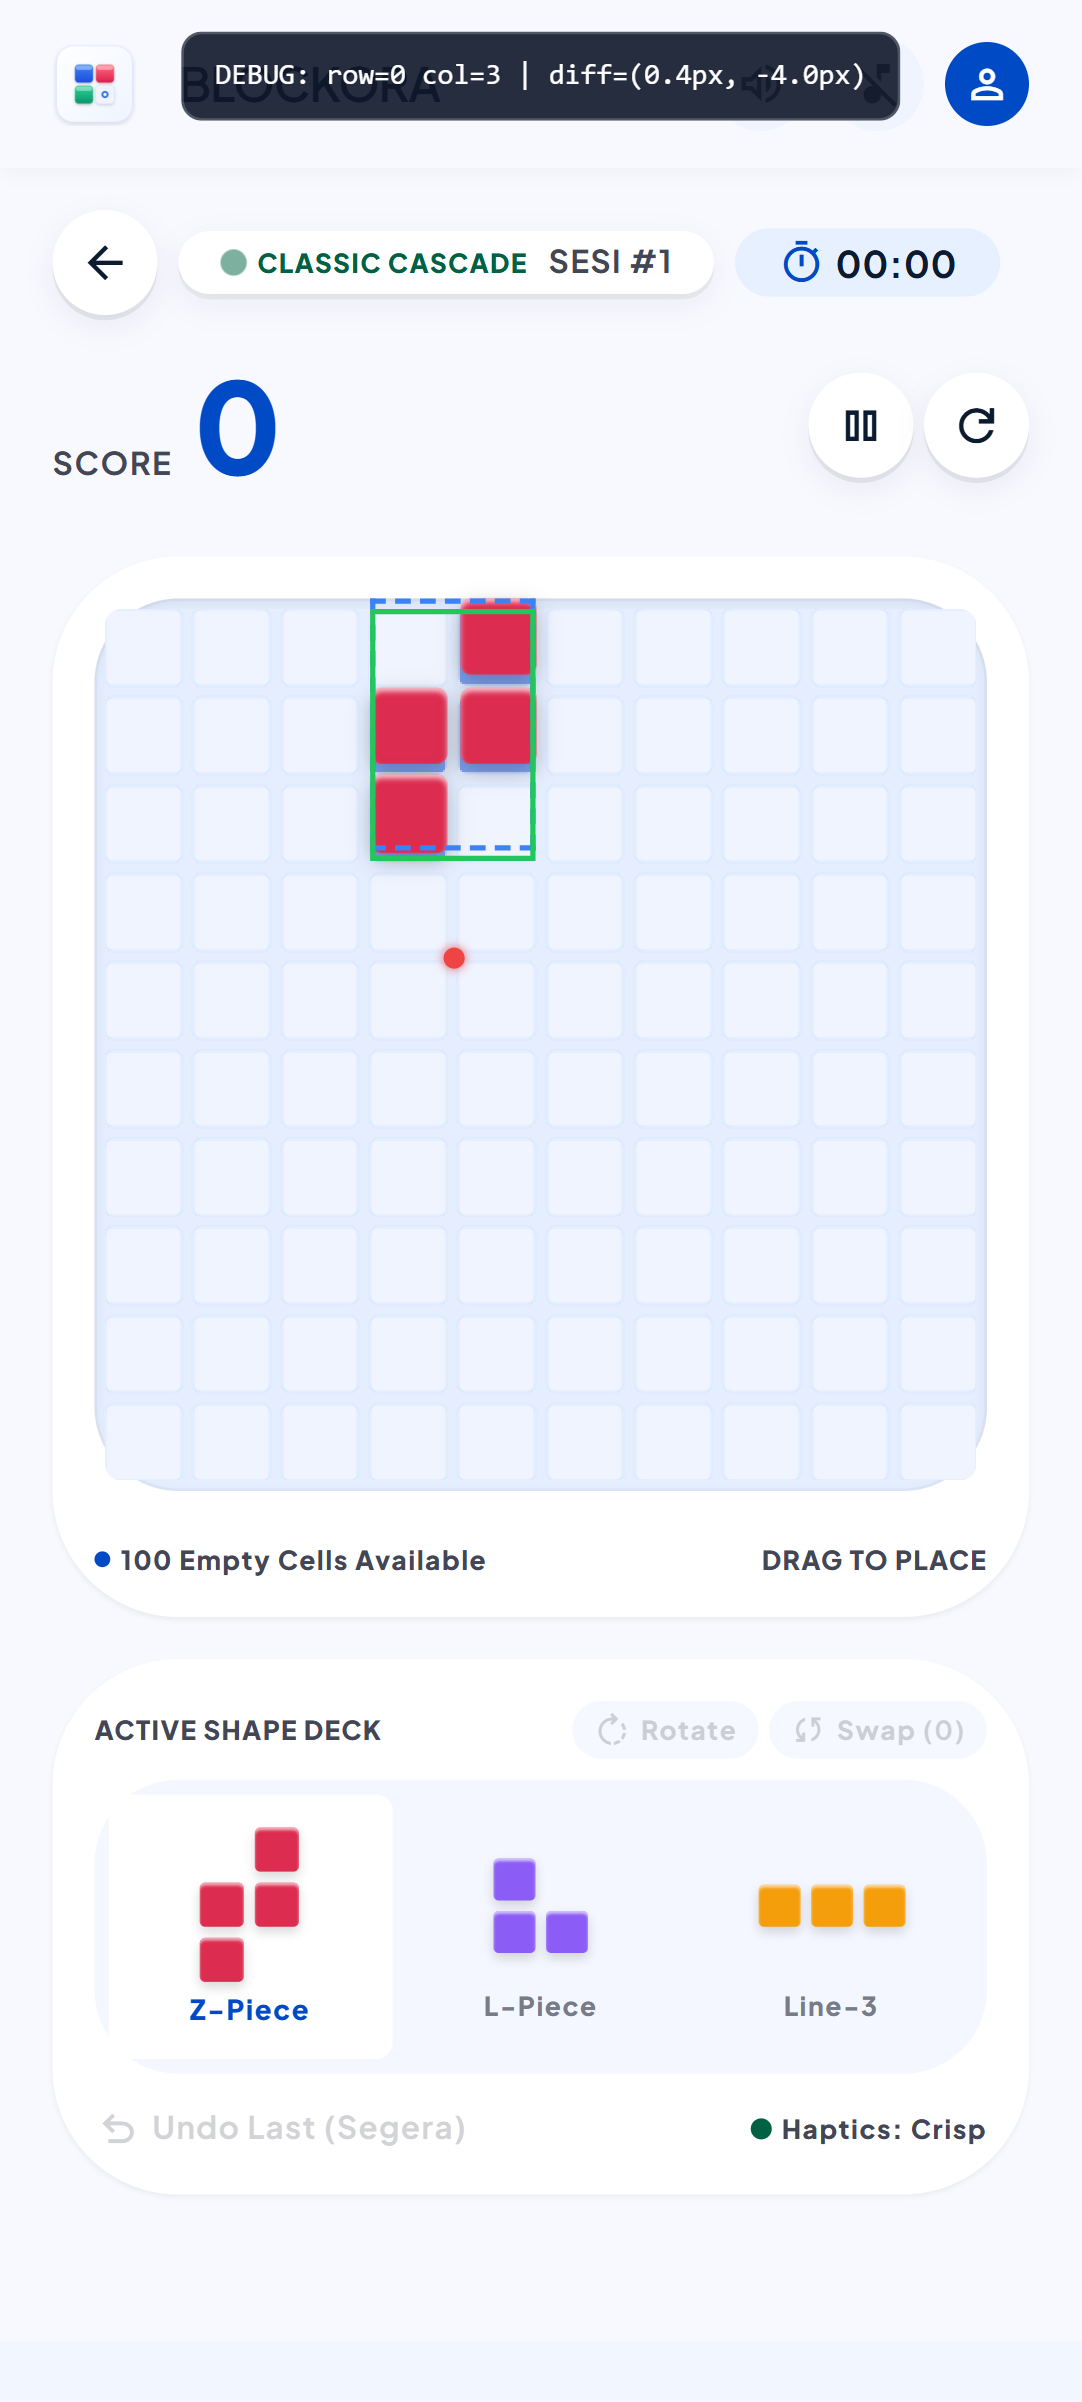 BLOCKORA
DEBUG: row=0 col=3 | diff=(0.4px, -4.0px)
CLASSIC CASCADE SESI #1
00:00
SCORE 0
100 Empty Cells Available
DRAG TO PLACE
ACTIVE SHAPE DECK
Rotate
Swap (0)
Z-Piece
L-Piece
Line-3
Undo Last (Segera)
Haptics: Crisp